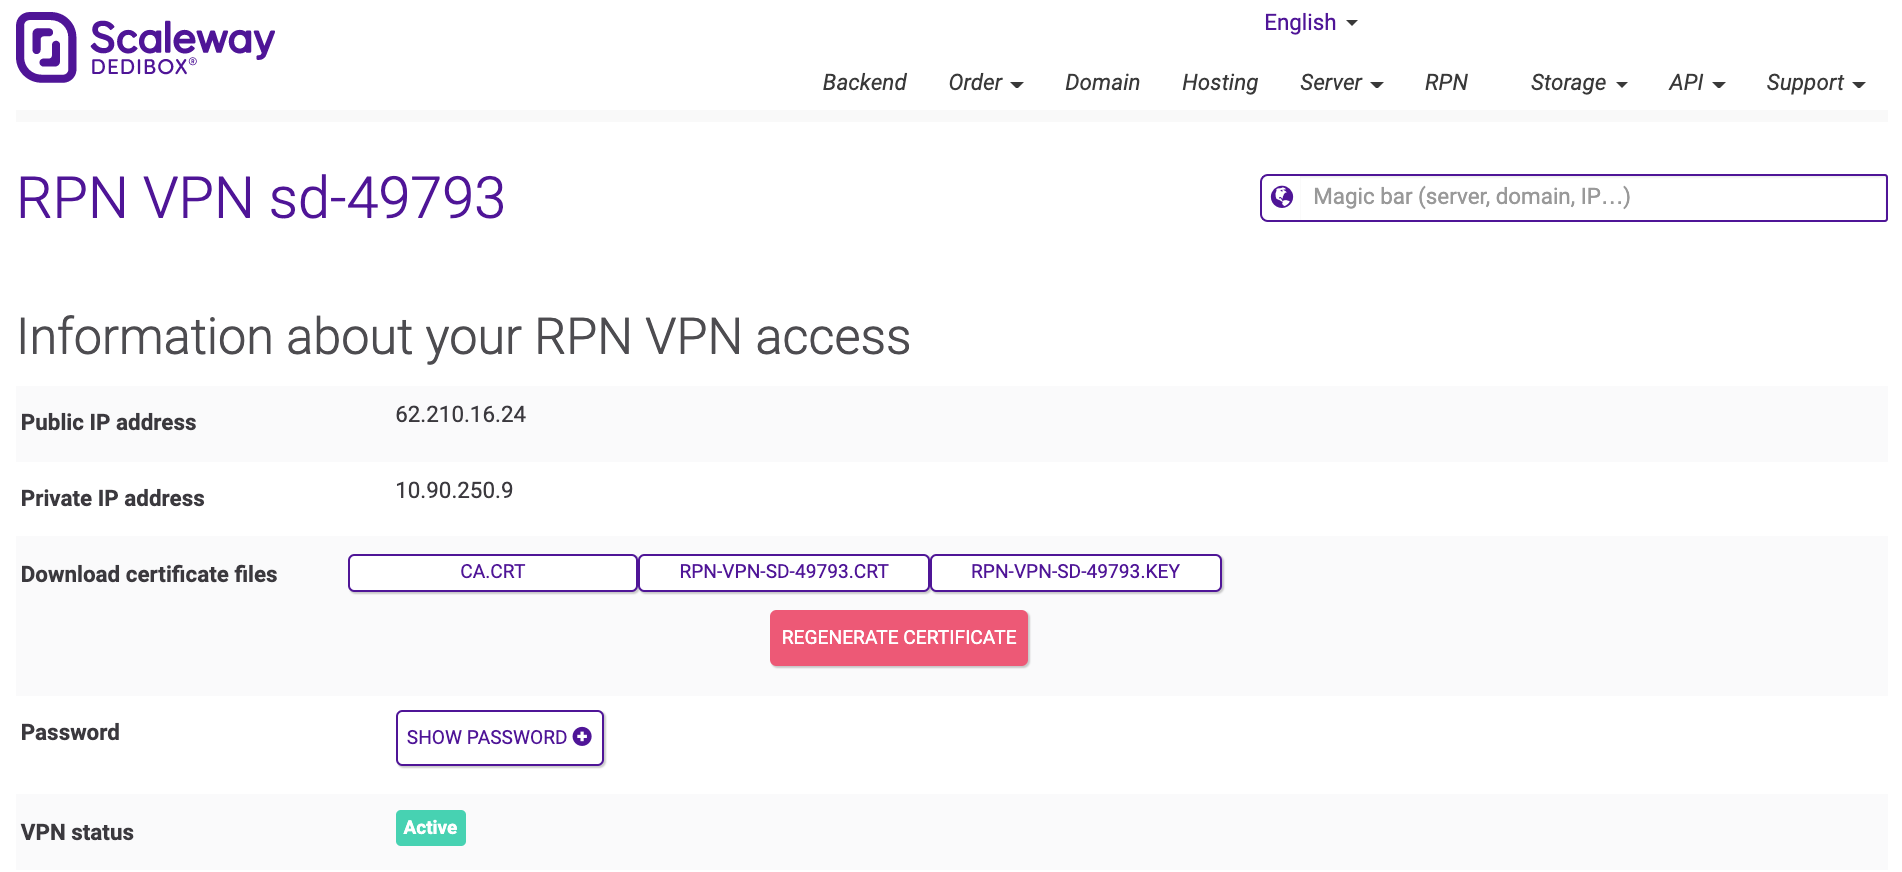 Scaleway
DEDIBOX®
English
Backend Order Domain Hosting Server RPN Storage API Support
RPN VPN sd-49793
Magic bar (server, domain, IP…)
Information about your RPN VPN access
Public IP address 62.210.16.24
Private IP address 10.90.250.9
Download certificate files CA.CRT RPN-VPN-SD-49793.CRT RPN-VPN-SD-49793.KEY
REGENERATE CERTIFICATE
Password SHOW PASSWORD
VPN status Active